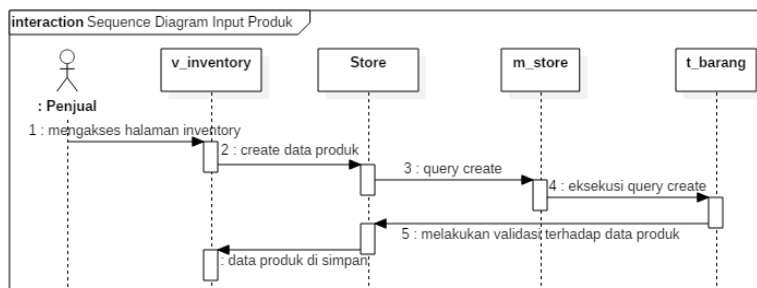 interaction Sequence Diagram Input Produk
v_inventory
Store
m_store
t_barang
: Penjual
1 : mengakses halaman inventory
2 : create data produk
3 : query create
4 : eksekusi query create
5 : melakukan validasi terhadap data produk
: data produk di simpan